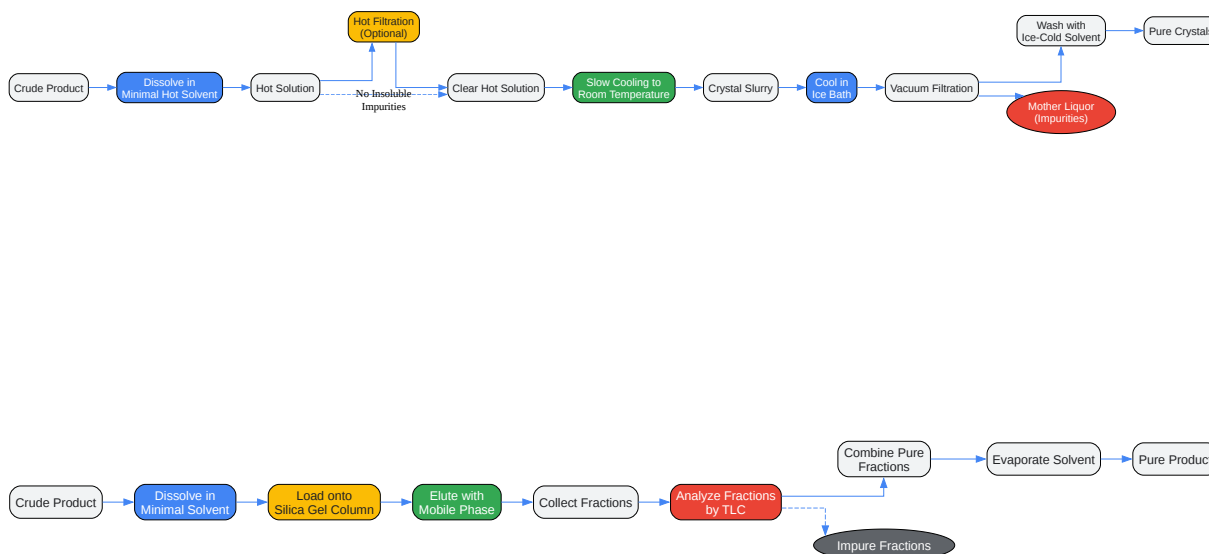 Hot Filtration
(Optional)
Wash with
Ice-Cold Solvent
Pure Crystals
Crude Product
Dissolve in
Minimal Hot Solvent
Hot Solution
No Insoluble
Impurities
Clear Hot Solution
Slow Cooling to
Room Temperature
Crystal Slurry
Cool in
Ice Bath
Vacuum Filtration
Mother Liquor
(Impurities)
Combine Pure
Fractions
Evaporate Solvent
Pure Product
Crude Product
Dissolve in
Minimal Solvent
Load onto
Silica Gel Column
Elute with
Mobile Phase
Collect Fractions
Analyze Fractions
by TLC
Impure Fractions